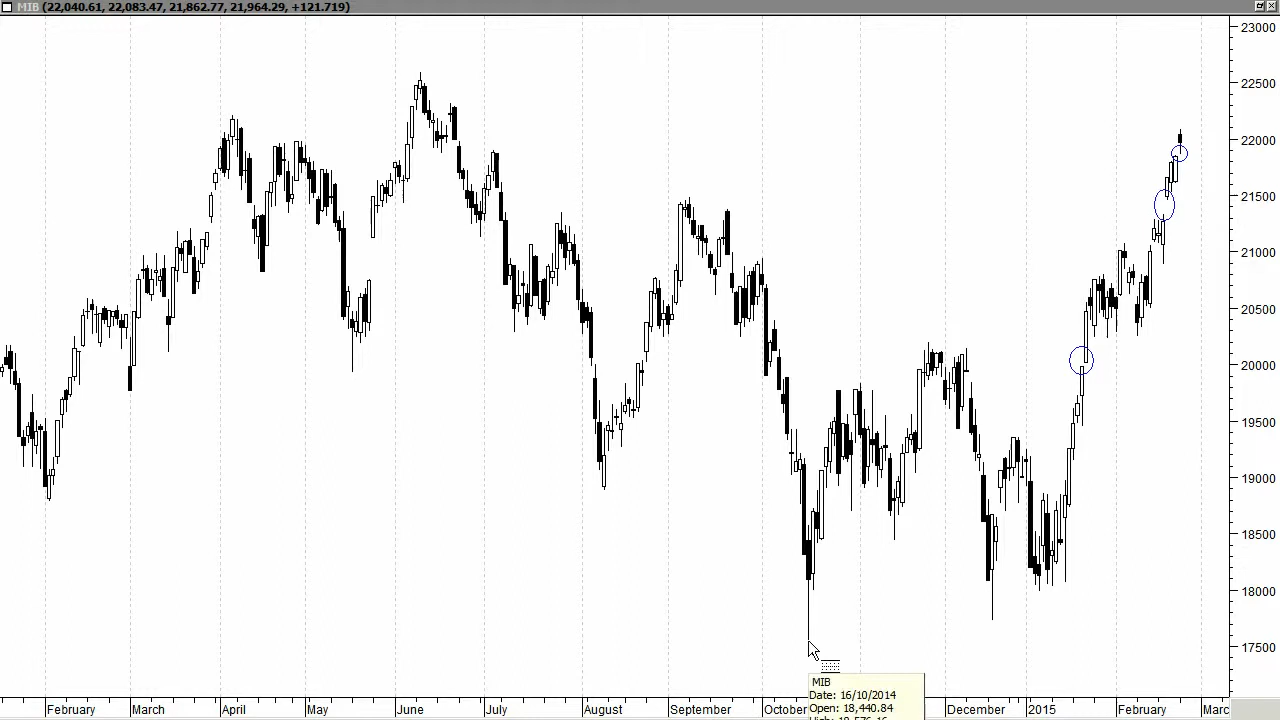 MIB (22,040.61, 22,083.47, 21,862.77, 21,964.29, +121.719)
23000
22500
22000
21500
21000
20500
20000
19500
19000
18500
18000
17500
MIB
Date: 16/10/2014
Open: 18,440.84
February March April May June July August September October December 2015 February Marc